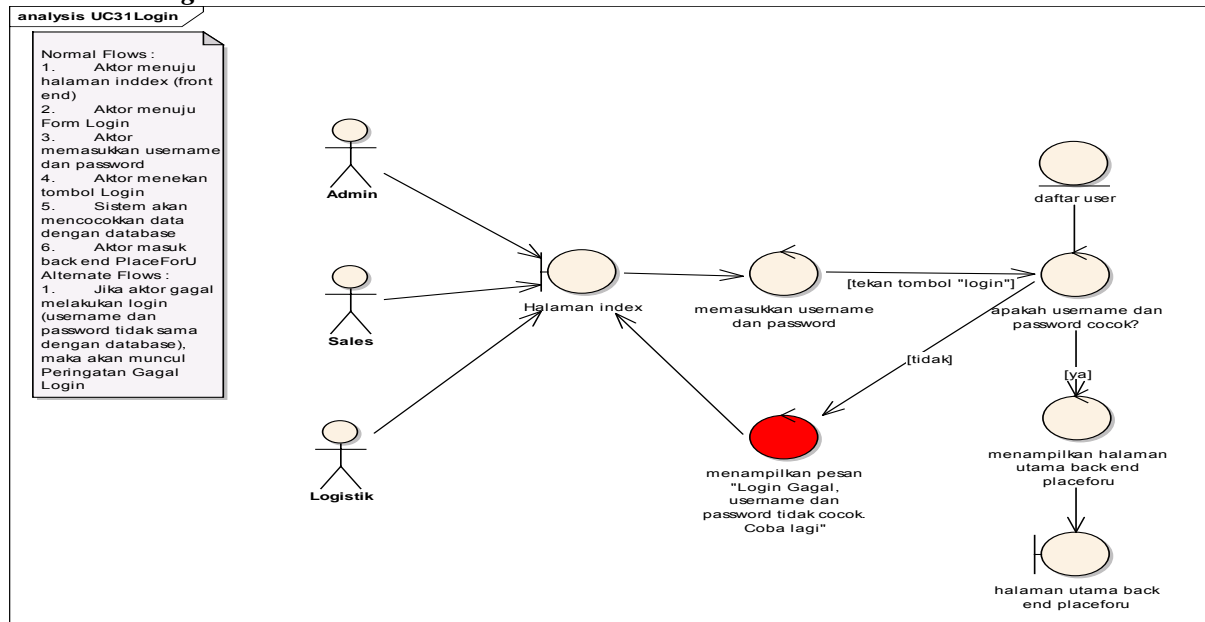 analysis UC31Login
Normal Flows :
1. Aktor menuju
halaman inddex (front
end)
2. Aktor menuju
Form Login
3. Aktor
memasukkan username
dan password
4. Aktor menekan
tombol Login
5. Sistem akan
mencocokkan data
dengan database
6. Aktor masuk
back end PlaceForU
Alternate Flows :
1. Jika aktor gagal
melakukan login
(username dan
password tidak sama
dengan database),
maka akan muncul
Peringatan Gagal
Login
Admin
Sales
Logistik
Halaman index
memasukkan username
dan password
[tekan tombol "login"]
daftar user
apakah username dan
password cocok?
[tidak]
[ya]
menampilkan pesan
"Login Gagal,
username dan
password tidak cocok.
Coba lagi"
menampilkan halaman
utama back end
placeforu
halaman utama back
end placeforu